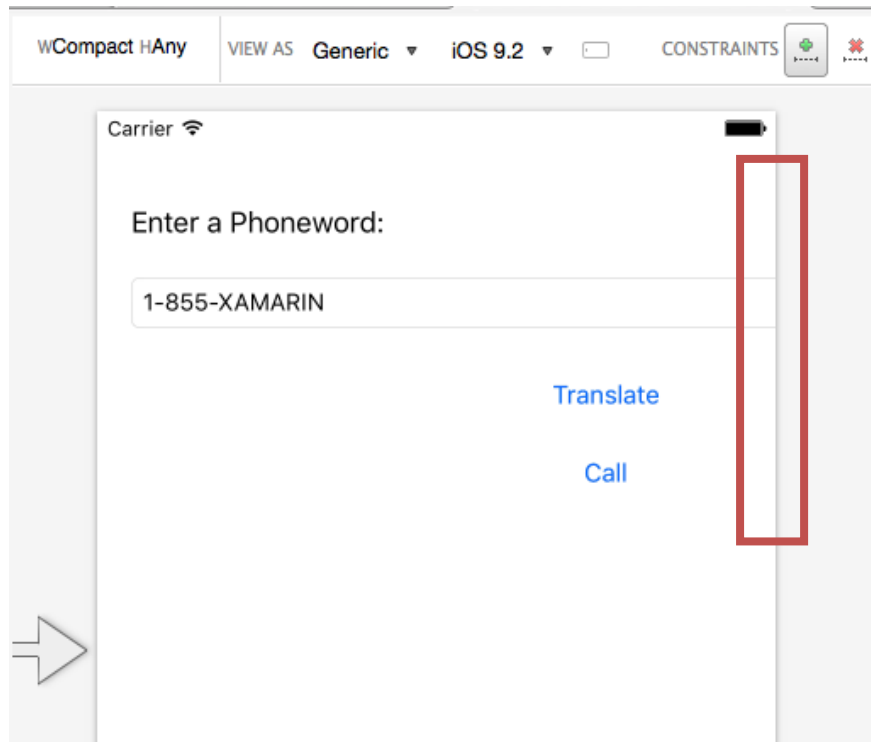 wCompact HAny VIEW AS Generic iOS 9.2 CONSTRAINTS
Carrier
Enter a Phoneword:
1-855-XAMARIN
Translate
Call